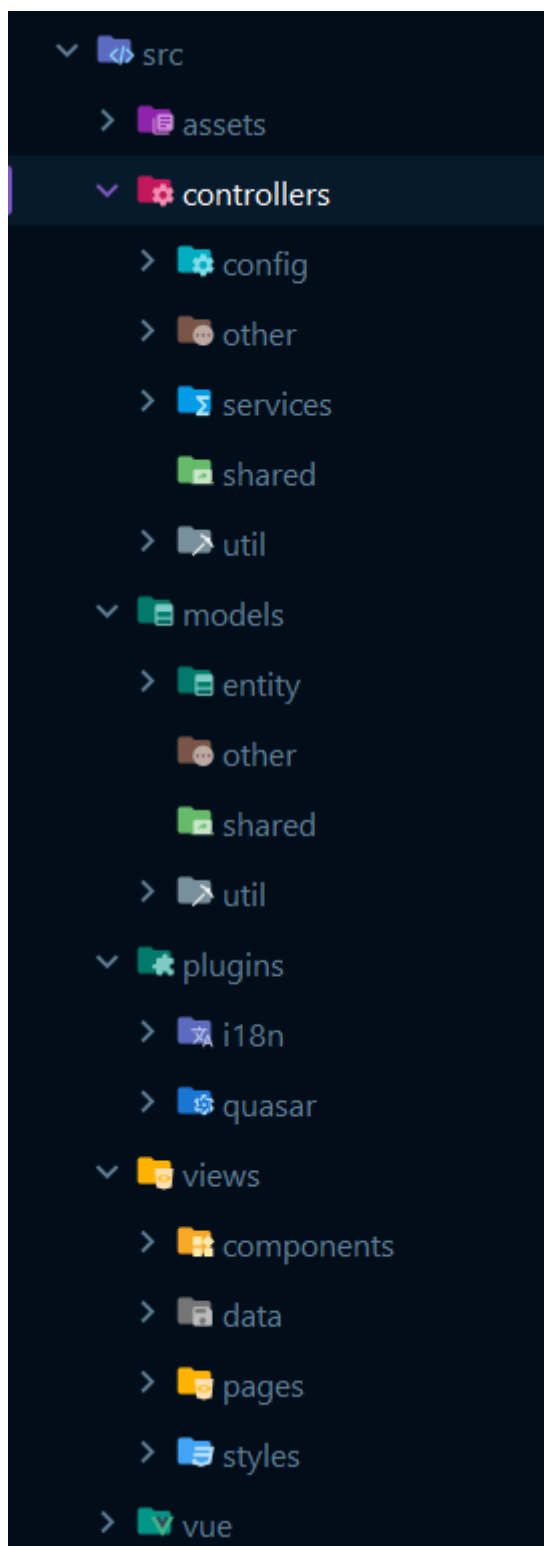 src
assets
controllers
config
other
services
shared
util
models
entity
other
shared
util
plugins
i18n
quasar
views
components
data
pages
styles
vue